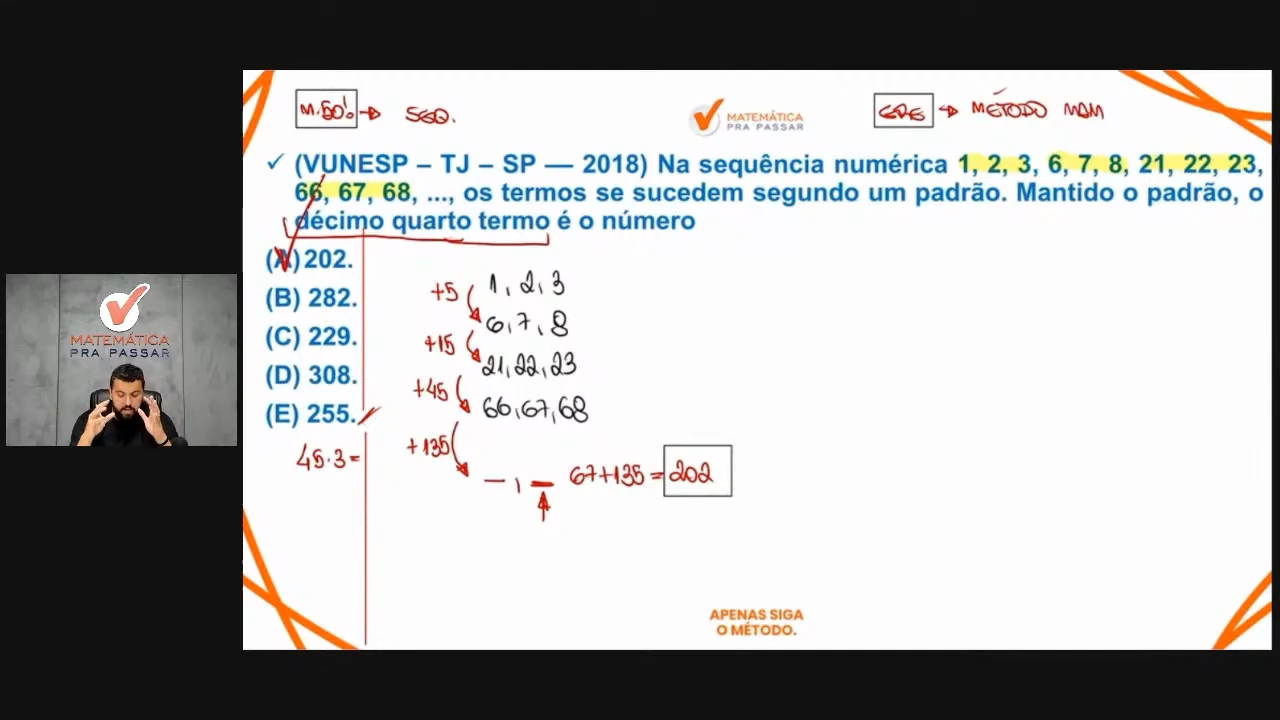 M.50% → SEQ.
MATEMÁTICA
PRA PASSAR
→ MÉTODO MPM
✓ (VUNESP – TJ – SP –– 2018) Na sequência numérica 1, 2, 3, 6, 7, 8, 21, 22, 23,
66, 67, 68, ..., os termos se sucedem segundo um padrão. Mantido o padrão, o
décimo quarto termo é o número
(A) 202.
(B) 282.
(C) 229.
(D) 308.
(E) 255.
+5 1, 2, 3
6, 7, 8
+15 21, 22, 23
+45 66, 67, 68
+135
45.3=
67+135=202
MATEMÁTICA
PRA PASSAR
APENAS SIGA
O MÉTODO.